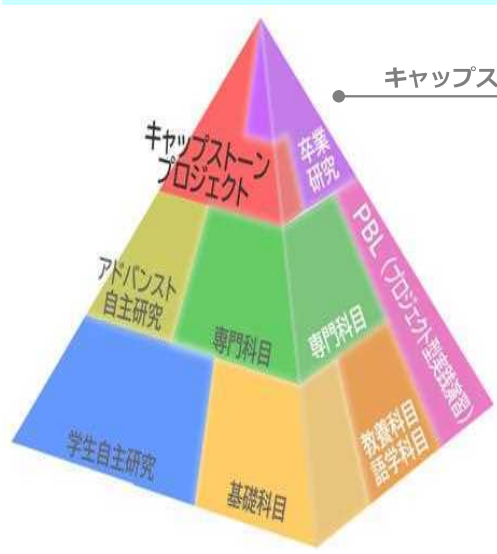 キャップス
キャップストーン
プロジェクト
卒業
研究
アドバンスト
自主研究
専門科目
専門科目
PBL（プロジェクト型実践演習）
学生自主研究
基礎科目
教養科目
語学科目